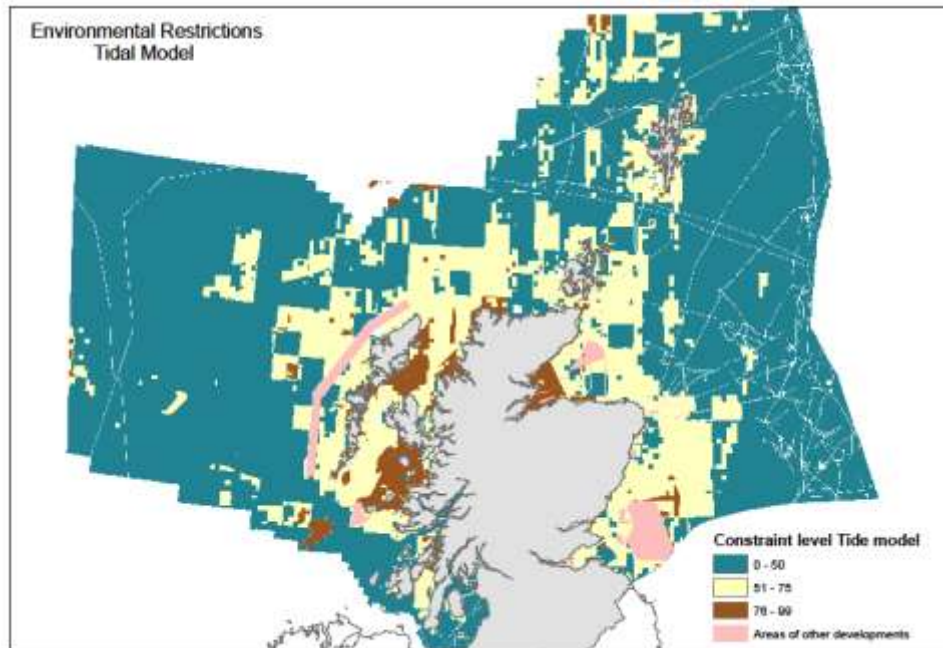 Environmental Restrictions
Tidal Model
Constraint level Tide model
0 - 50
51 - 75
76 - 99
Areas of other developments